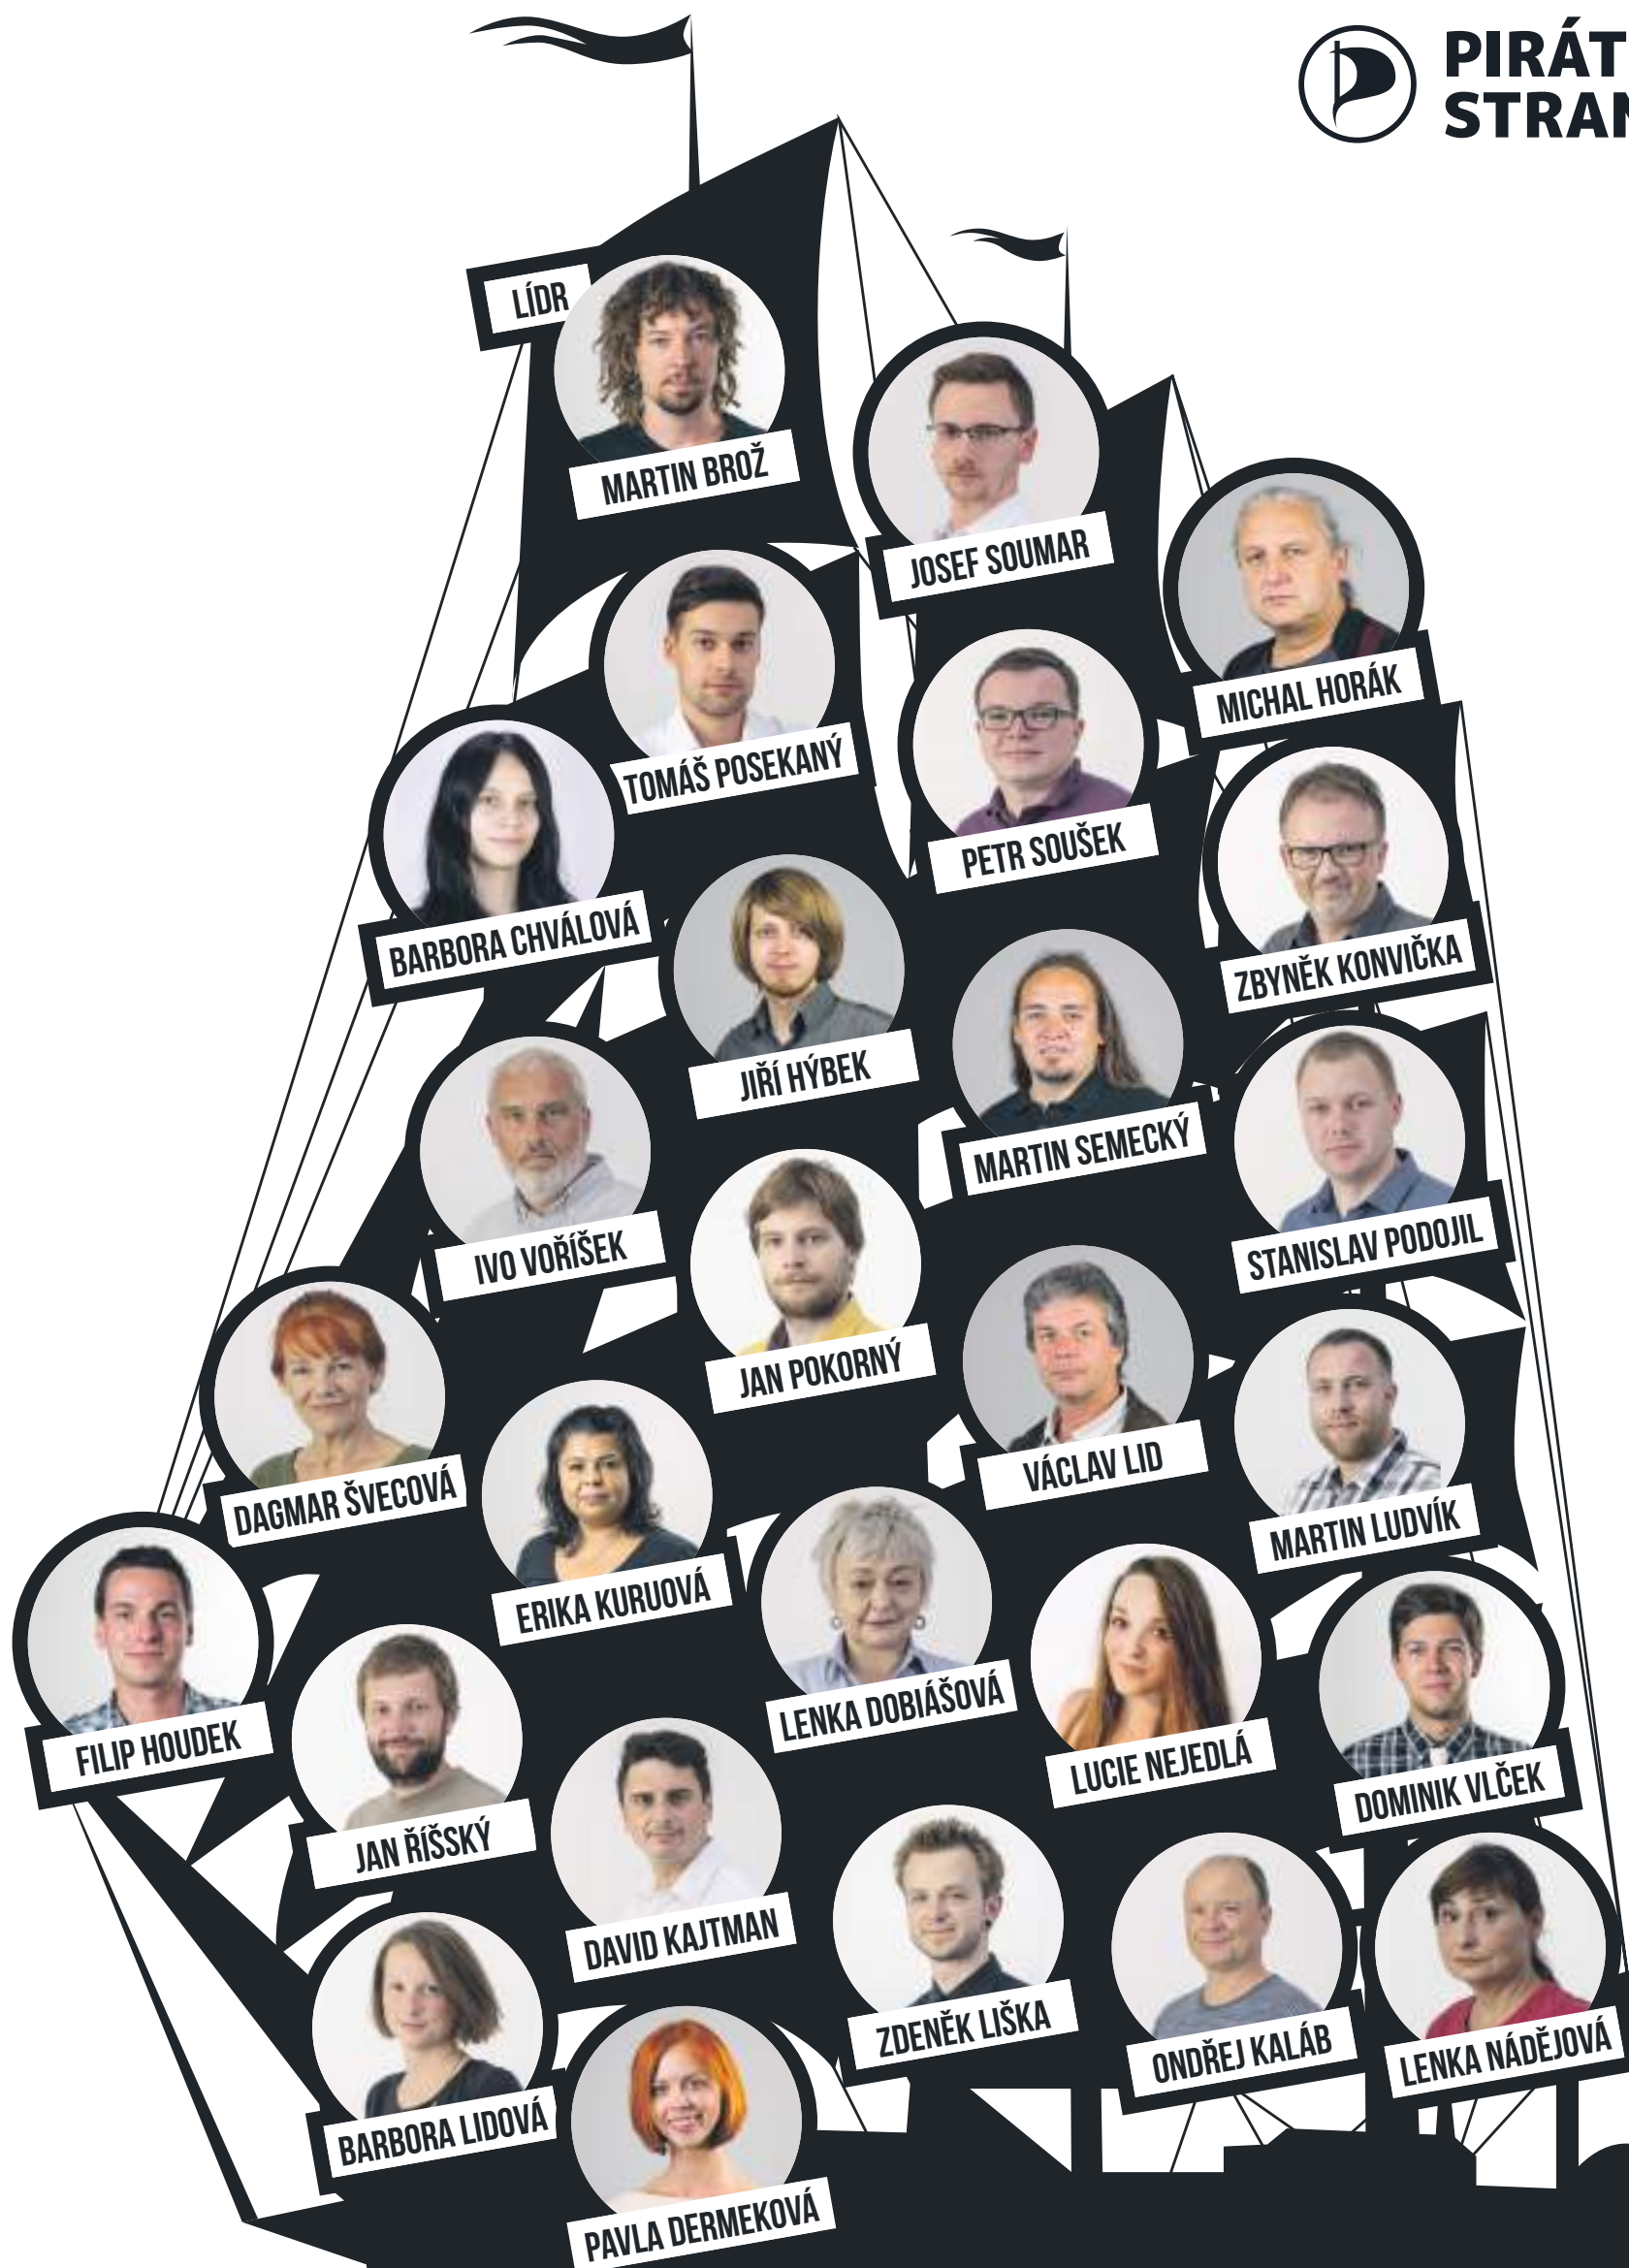 PIRÁT
STRAN
LÍDR
MARTIN BROŽ
JOSEF SOUMAR
MICHAL HORÁK
TOMÁŠ POSEKANÝ
PETR SOUŠEK
BARBORA CHVÁLOVÁ
ZBYNĚK KONVIČKA
JIŘÍ HÝBEK
MARTIN SEMECKÝ
IVO VOŘÍŠEK
STANISLAV PODOJIL
JAN POKORNÝ
DAGMAR ŠVECOVÁ
VÁCLAV LID
MARTIN LUDVÍK
ERIKA KURUOVÁ
LENKA DOBIÁŠOVÁ
FILIP HOUDEK
LUCIE NEJEDLÁ
DOMINIK VLČEK
JAN ŘÍŠSKÝ
DAVID KAJTMAN
ZDENĚK LIŠKA
ONDŘEJ KALÁB
LENKA NÁDĚJOVÁ
BARBORA LIDOVÁ
PAVLA DERMEKOVÁ